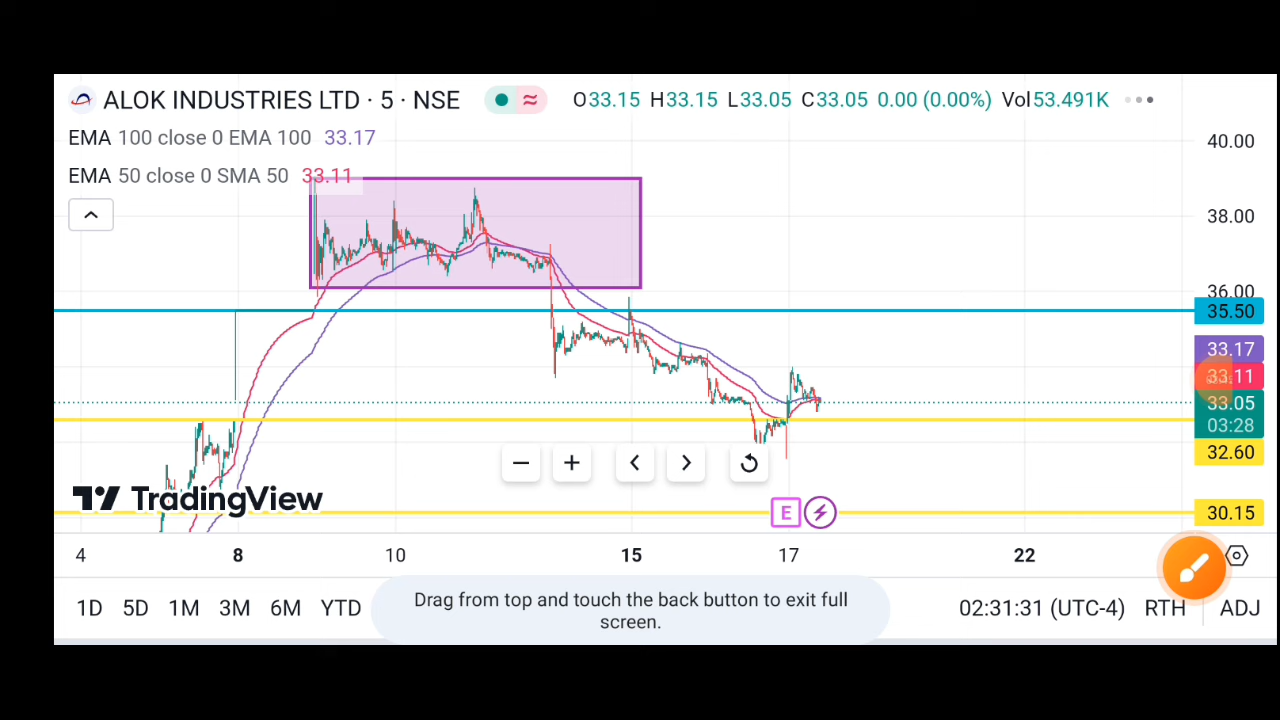 ALOK INDUSTRIES LTD · 5 · NSE ≈ O33.15 H33.15 L33.05 C33.05 0.00 (0.00%) Vol53.491K
EMA 100 close 0 EMA 100 33.17
EMA 50 close 0 SMA 50 33.11
40.00
38.00
36.00
35.50
33.17
33.11
33.05
03:28
32.60
30.15
TradingView
E
4 8 10 15 17 22
1D 5D 1M 3M 6M YTD
Drag from top and touch the back button to exit full
screen.
02:31:31 (UTC-4) RTH ADJ